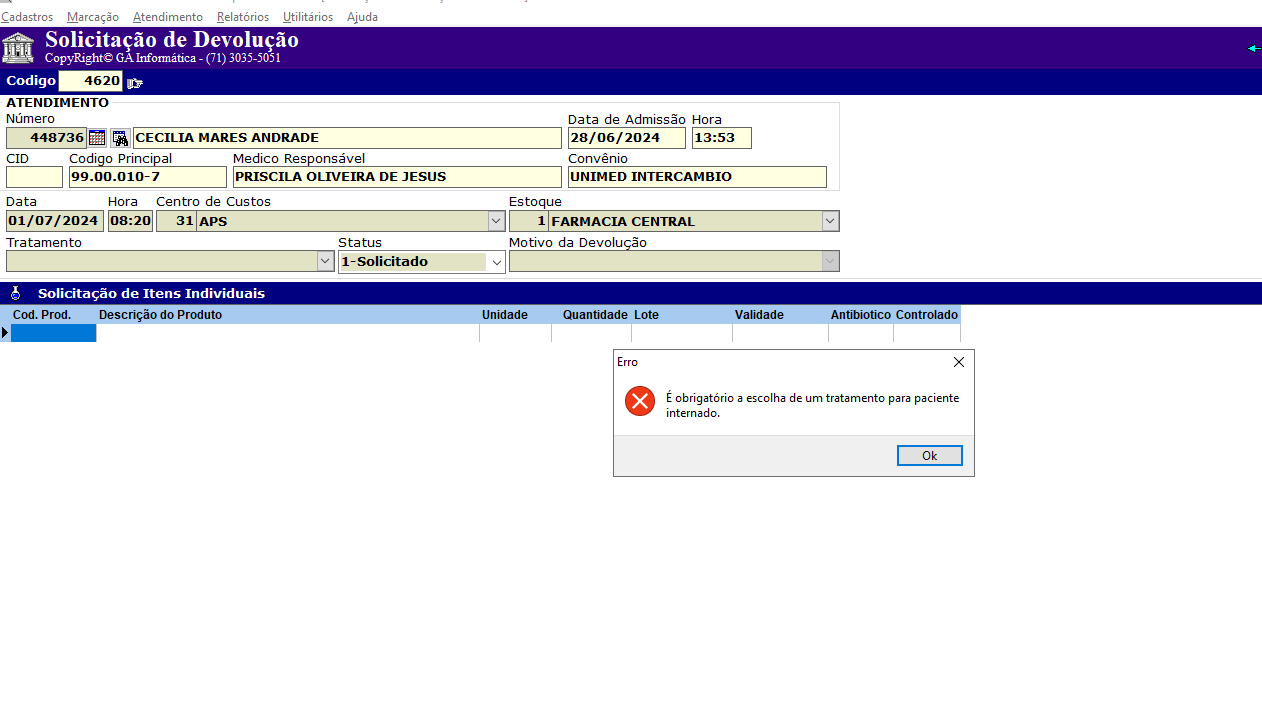 Cadastros Marcação Atendimento Relatórios Utilitários Ajuda
Solicitação de Devolução
CopyRight© GA Informática - (71) 3035-5051
Codigo 4620
ATENDIMENTO
Número Data de Admissão Hora
448736 CECILIA MARES ANDRADE 28/06/2024 13:53
CID Codigo Principal Medico Responsável Convênio
99.00.010-7 PRISCILA OLIVEIRA DE JESUS UNIMED INTERCAMBIO
Data Hora Centro de Custos Estoque
01/07/2024 08:20 31 APS 1 FARMACIA CENTRAL
Tratamento Status Motivo da Devolução
1-Solicitado
Solicitação de Itens Individuais
Cod. Prod. Descrição do Produto Unidade Quantidade Lote Validade Antibiotico Controlado
Erro
É obrigatório a escolha de um tratamento para paciente
internado.
Ok